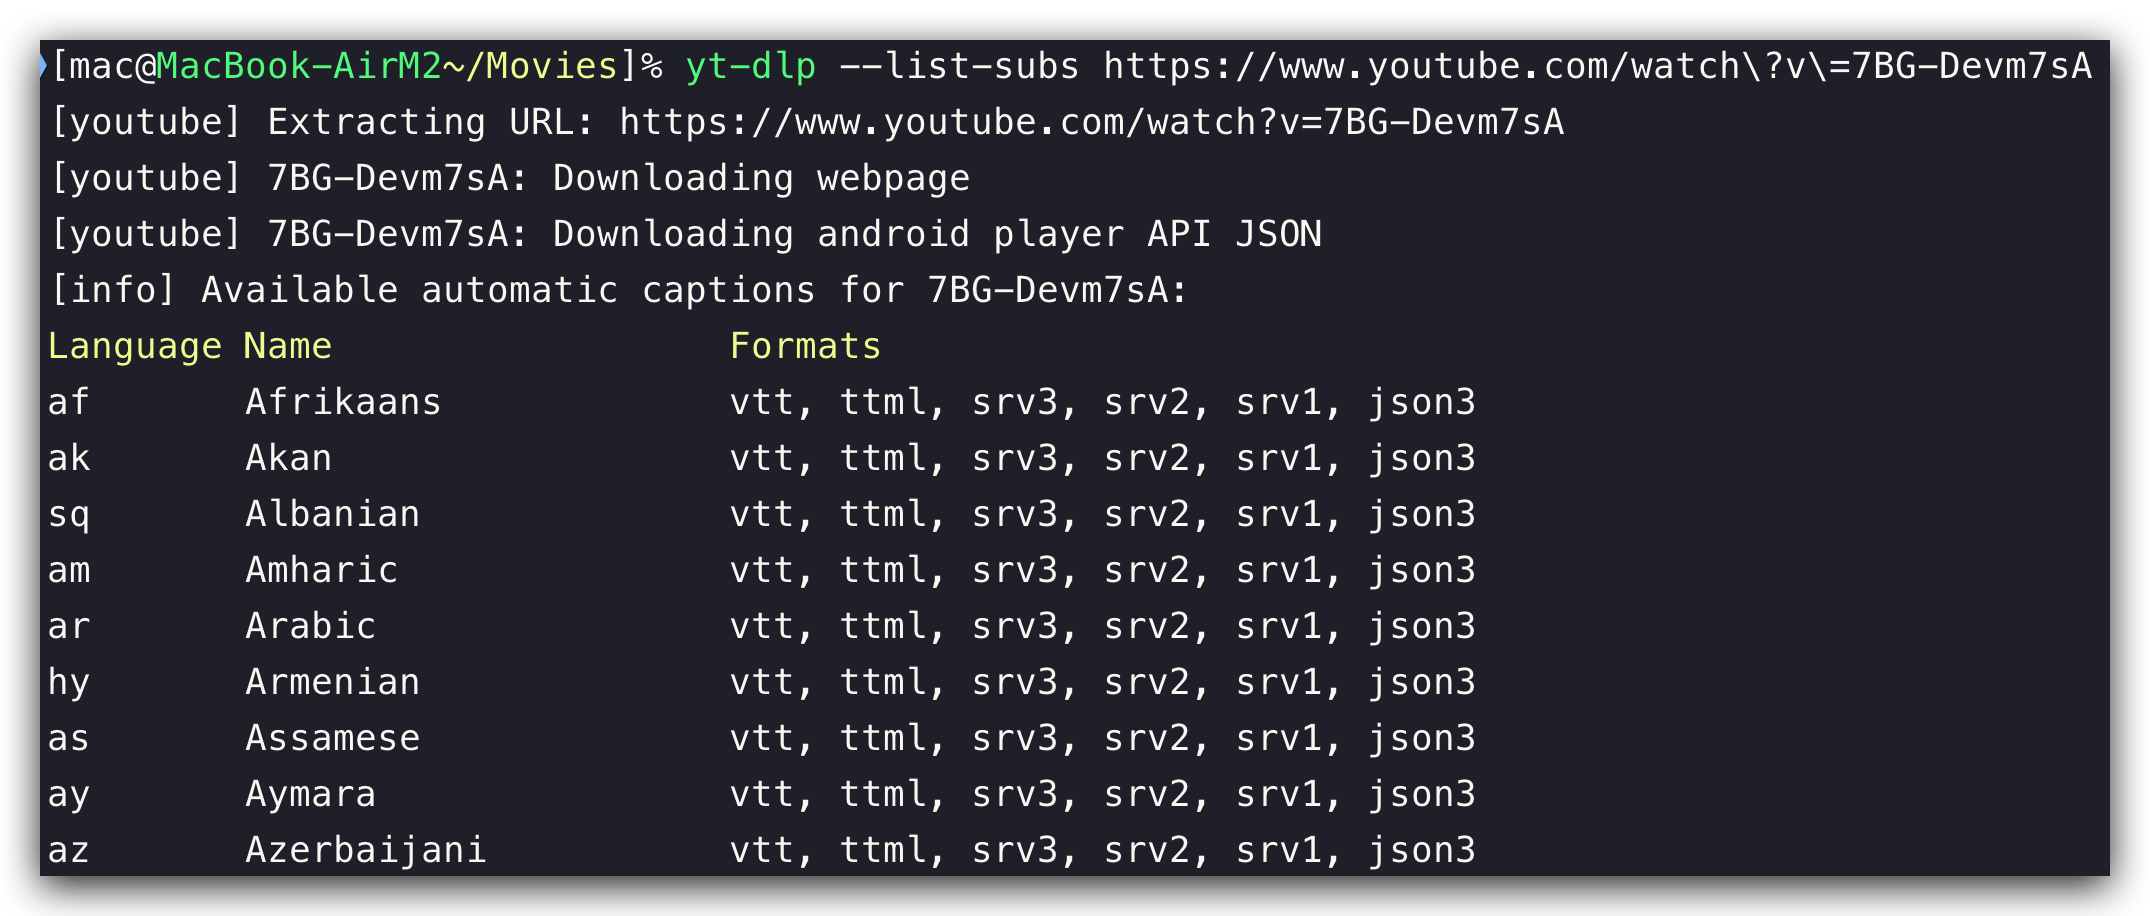 [mac@MacBook-AirM2~/Movies]% yt-dlp --list-subs https://www.youtube.com/watch\?v\=7BG-Devm7sA
[youtube] Extracting URL: https://www.youtube.com/watch?v=7BG-Devm7sA
[youtube] 7BG-Devm7sA: Downloading webpage
[youtube] 7BG-Devm7sA: Downloading android player API JSON
[info] Available automatic captions for 7BG-Devm7sA:
Language Name                  Formats
af       Afrikaans             vtt, ttml, srv3, srv2, srv1, json3
ak       Akan                  vtt, ttml, srv3, srv2, srv1, json3
sq       Albanian              vtt, ttml, srv3, srv2, srv1, json3
am       Amharic               vtt, ttml, srv3, srv2, srv1, json3
ar       Arabic                vtt, ttml, srv3, srv2, srv1, json3
hy       Armenian              vtt, ttml, srv3, srv2, srv1, json3
as       Assamese              vtt, ttml, srv3, srv2, srv1, json3
ay       Aymara                vtt, ttml, srv3, srv2, srv1, json3
az       Azerbaijani           vtt, ttml, srv3, srv2, srv1, json3